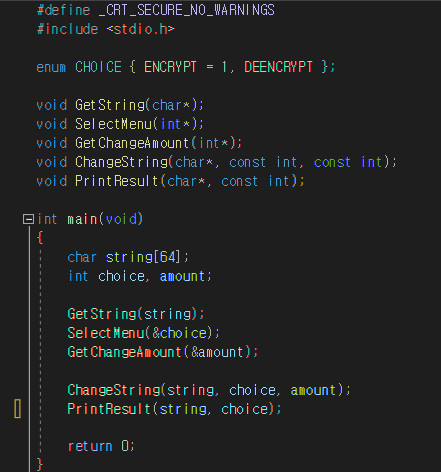 #define _CRT_SECURE_NO_WARNINGS
#include <stdio.h>
enum CHOICE { ENCRYPT = 1, DEENCRYPT };
void GetString(char*);
void SelectMenu(int*);
void GetChangeAmount(int*);
void ChangeString(char*, const int, const int);
void PrintResult(char*, const int);
int main(void)
{
char string[64];
int choice, amount;
GetString(string);
SelectMenu(&choice);
GetChangeAmount(&amount);
ChangeString(string, choice, amount);
PrintResult(string, choice);
return 0;
}